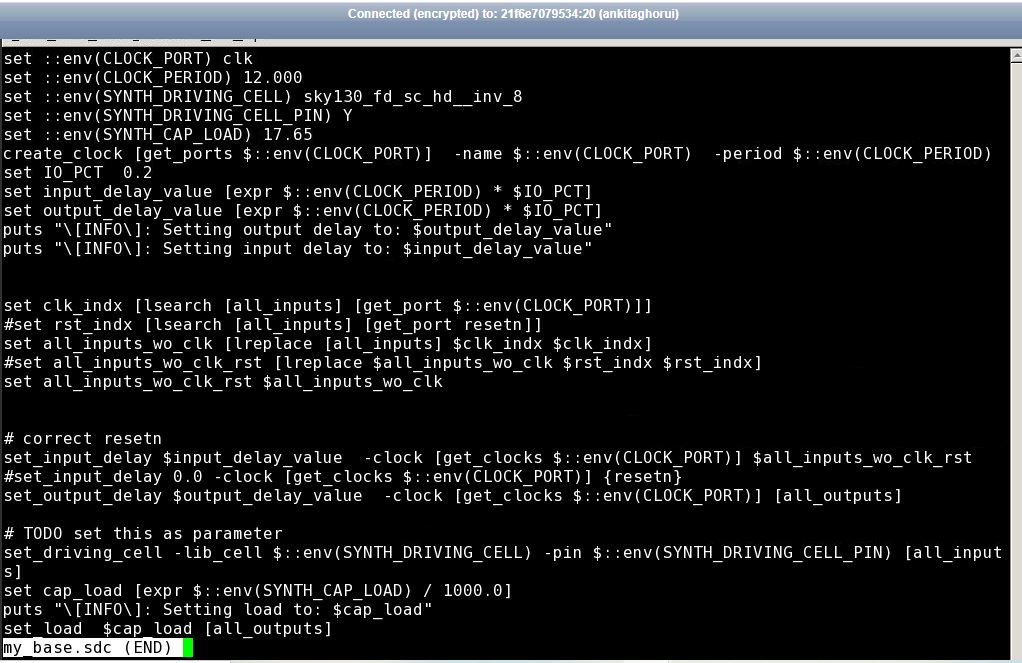 Connected (encrypted) to: 21f6e7079534:20 (ankitaghorui)
set ::env(CLOCK_PORT) clk
set ::env(CLOCK_PERIOD) 12.000
set ::env(SYNTH_DRIVING_CELL) sky130_fd_sc_hd__inv_8
set ::env(SYNTH_DRIVING_CELL_PIN) Y
set ::env(SYNTH_CAP_LOAD) 17.65
create_clock [get_ports $::env(CLOCK_PORT)]  -name $::env(CLOCK_PORT)  -period $::env(CLOCK_PERIOD)
set IO_PCT  0.2
set input_delay_value [expr $::env(CLOCK_PERIOD) * $IO_PCT]
set output_delay_value [expr $::env(CLOCK_PERIOD) * $IO_PCT]
puts "\[INFO\]: Setting output delay to: $output_delay_value"
puts "\[INFO\]: Setting input delay to: $input_delay_value"
set clk_indx [lsearch [all_inputs] [get_port $::env(CLOCK_PORT)]]
#set rst_indx [lsearch [all_inputs] [get_port resetn]]
set all_inputs_wo_clk [lreplace [all_inputs] $clk_indx $clk_indx]
#set all_inputs_wo_clk_rst [lreplace $all_inputs_wo_clk $rst_indx $rst_indx]
set all_inputs_wo_clk_rst $all_inputs_wo_clk
# correct resetn
set_input_delay $input_delay_value  -clock [get_clocks $::env(CLOCK_PORT)] $all_inputs_wo_clk_rst
#set_input_delay 0.0 -clock [get_clocks $::env(CLOCK_PORT)] {resetn}
set_output_delay $output_delay_value  -clock [get_clocks $::env(CLOCK_PORT)] [all_outputs]
# TODO set this as parameter
set_driving_cell -lib_cell $::env(SYNTH_DRIVING_CELL) -pin $::env(SYNTH_DRIVING_CELL_PIN) [all_input
s]
set cap_load [expr $::env(SYNTH_CAP_LOAD) / 1000.0]
puts "\[INFO\]: Setting load to: $cap_load"
set_load  $cap_load [all_outputs]
my_base.sdc (END)